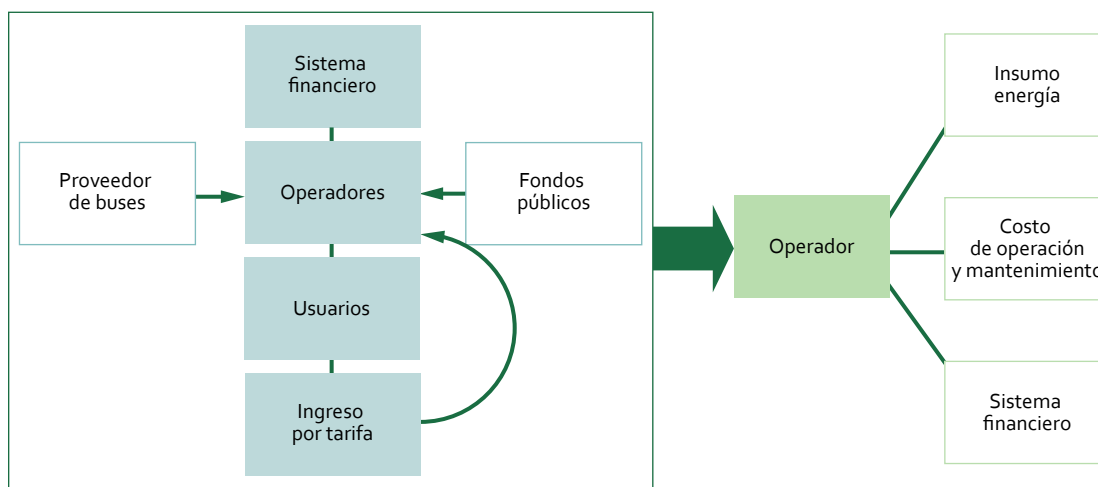 Sistema
financiero
Proveedor
de buses
Operadores
Fondos
públicos
Usuarios
Ingreso
por tarifa
Operador
Insumo
energía
Costo
de operación
y mantenimiento
Sistema
financiero